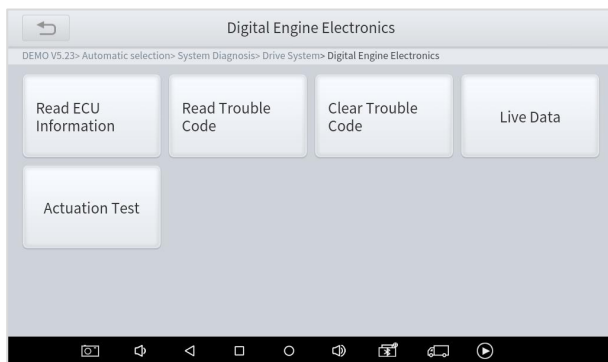 Digital Engine Electronics
DEMO V5.23> Automatic selection> System Diagnosis> Drive System> Digital Engine Electronics
Read ECU
Information
Read Trouble
Code
Clear Trouble
Code
Live Data
Actuation Test